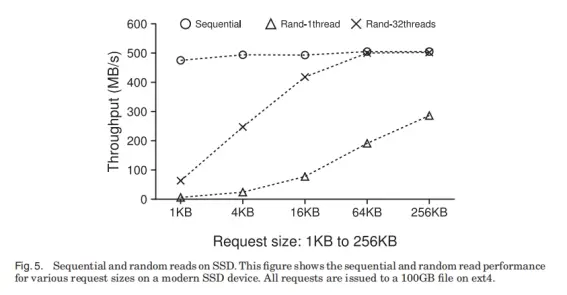 600
Sequential
Rand-1thread
Rand-32threads
500
400
300
200
100
0
Throughput (MB/s)
1KB
4KB
16KB
64KB
256KB
Request size: 1KB to 256KB
Fig. 5. Sequential and random reads on SSD. This figure shows the sequential and random read performance
for various request sizes on a modern SSD device. All requests are issued to a 100GB file on ext4.